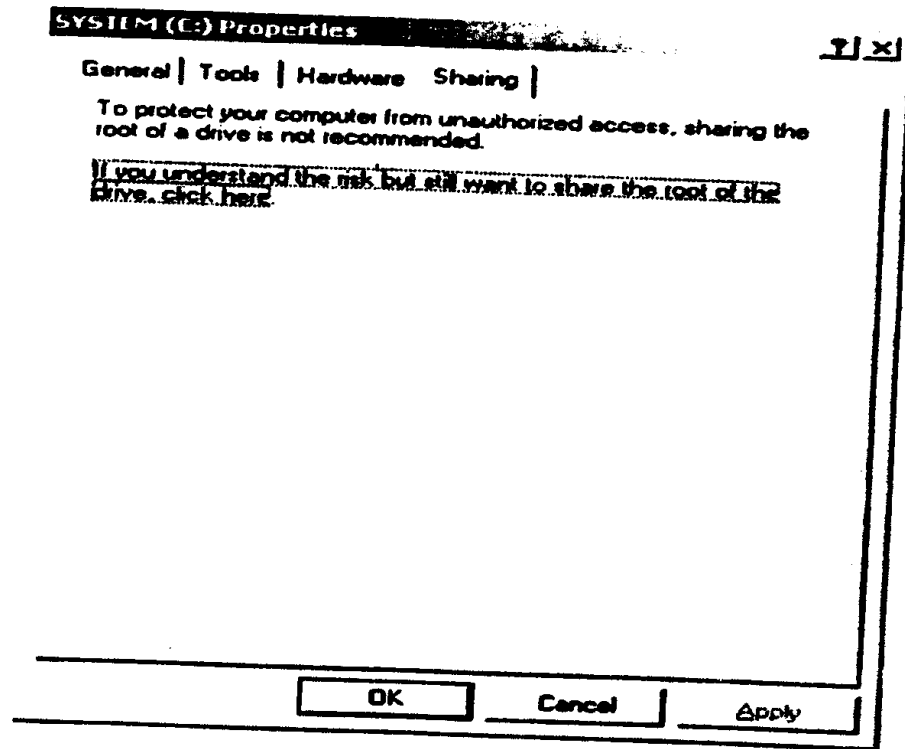 SYSTEM (C:) Properties
? ×
General Tools Hardware Sharing
To protect your computer from unauthorized access, sharing the
root of a drive is not recommended.
If you understand the risk but still want to share the root of the
drive, click here.
OK Cancel Apply